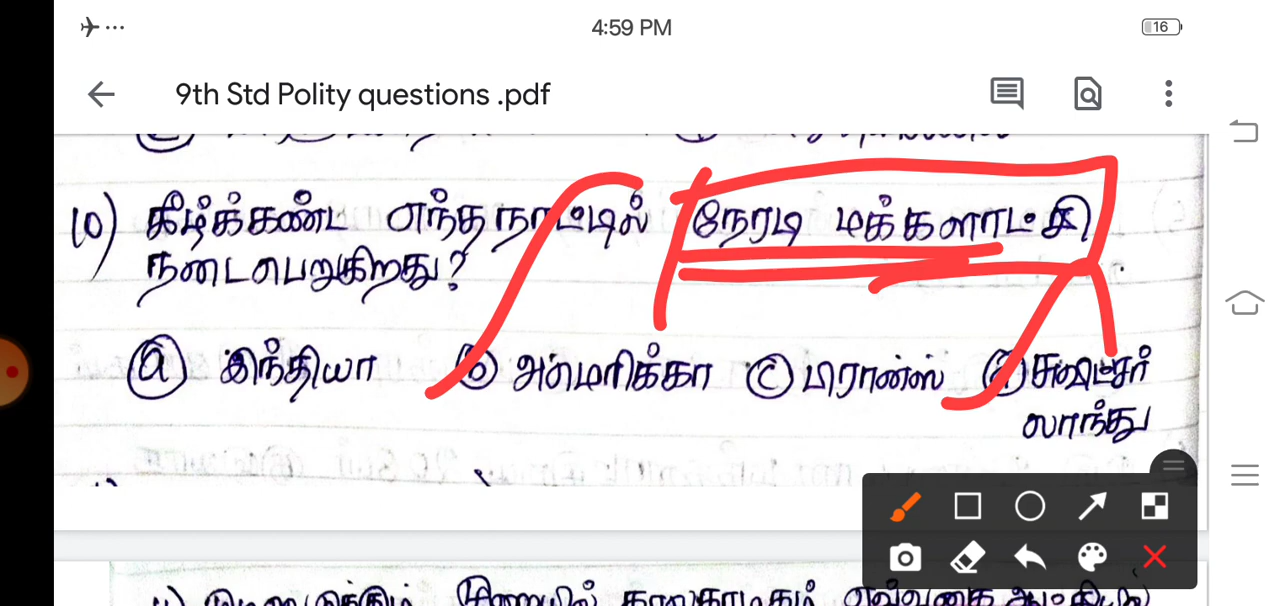 4:59 PM
16
9th Std Polity questions .pdf
10) கீழ்க்கண்ட எந்த நாட்டில் நேரடி மக்களாட்சி
நடைபெறுகிறது?
a இந்தியா b அமெரிக்கா c பிரான்ஸ் d சுவிட்சர்
லாந்து